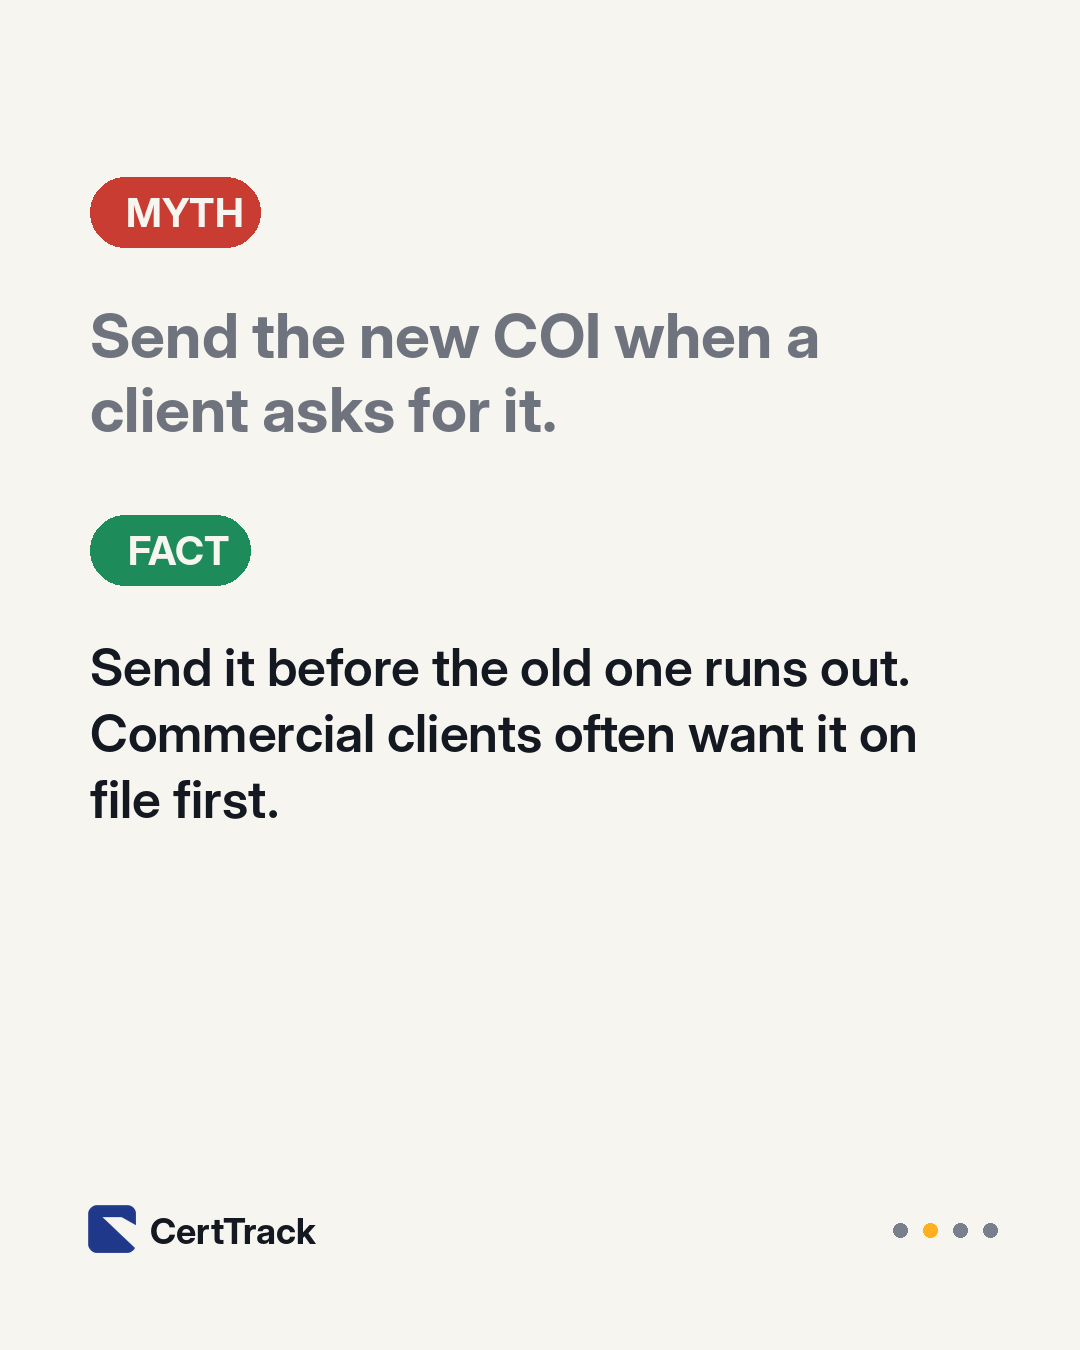 MYTH
Send the new COI when a
client asks for it.
FACT
Send it before the old one runs out.
Commercial clients often want it on
file first.
CertTrack